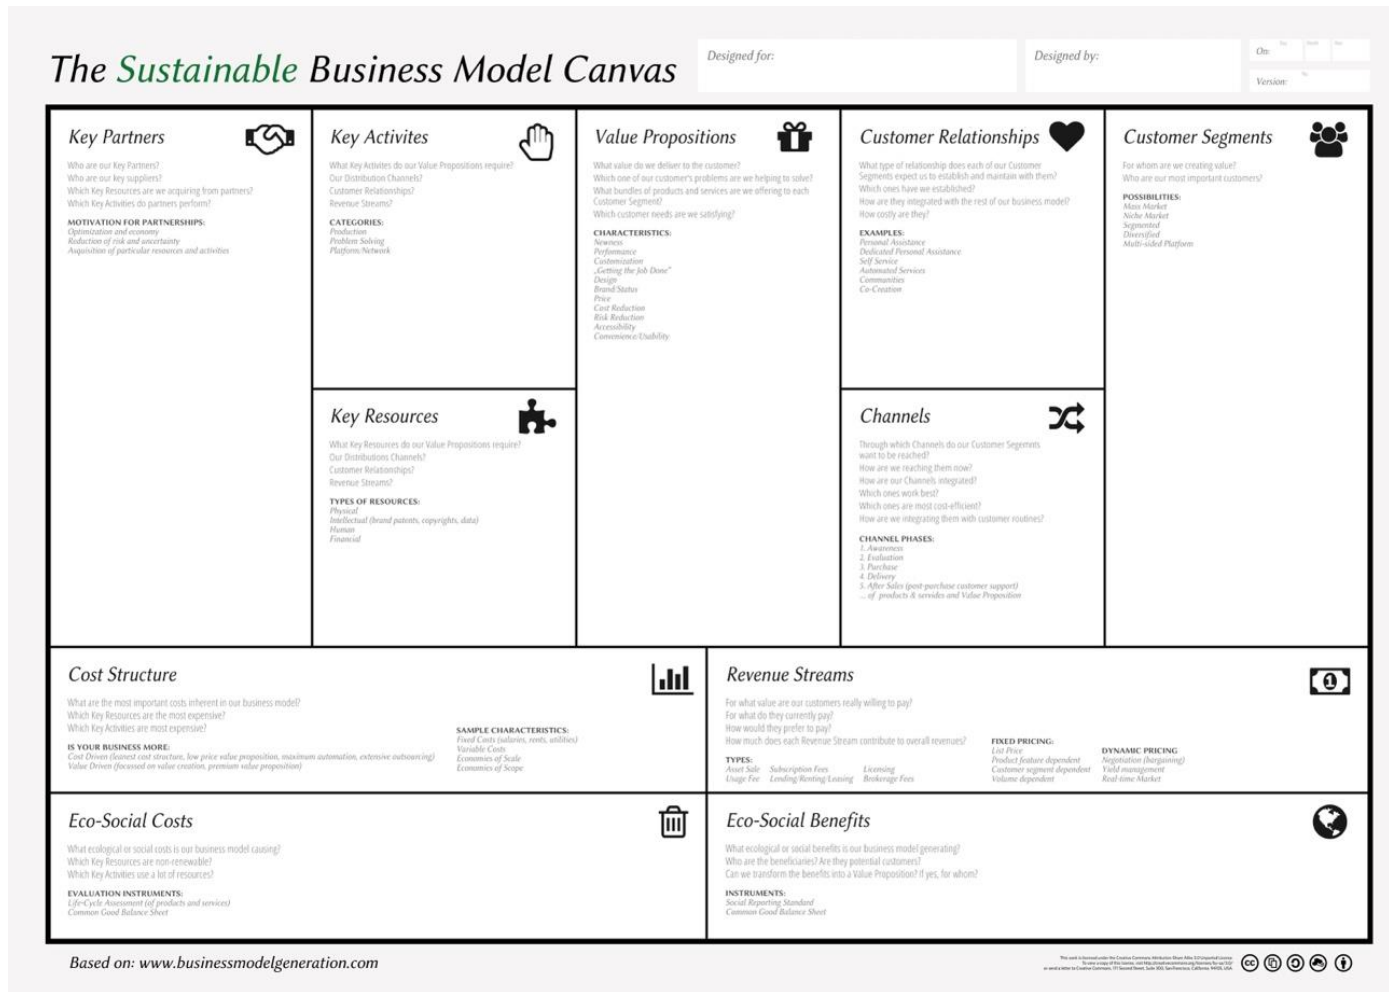 The Sustainable Business Model Canvas
Designed for:
Designed by:
On:
Version:
Key Partners
Who are our Key Partners?
Who are our key suppliers?
Which Key Resources are we acquiring from partners?
Which Key Activities do partners perform?
MOTIVATION FOR PARTNERSHIPS:
Optimization and economy
Reduction of risk and uncertainty
Acquisition of particular resources and activities
Key Activites
What Key Activites do our Value Propositions require?
Our Distribution Channels?
Customer Relationships?
Revenue Streams?
CATEGORIES:
Production
Problem Solving
Platform/Network
Key Resources
What Key Resources do our Value Propositions require?
Our Distributions Channels?
Customer Relationships?
Revenue Streams?
TYPES OF RESOURCES:
Physical
Intellectual (brand patents, copyrights, data)
Human
Financial
Value Propositions
What value do we deliver to the customer?
Which one of our customer's problems are we helping to solve?
What bundles of products and services are we offering to each
Customer Segment?
Which customer needs are we satisfying?
CHARACTERISTICS:
Newness
Performance
Customization
„Getting the Job Done"
Design
Brand/Status
Price
Cost Reduction
Risk Reduction
Accessibility
Convenience/Usability
Customer Relationships
What type of relationship does each of our Customer
Segments expect us to establish and maintain with them?
Which ones have we established?
How are they integrated with the rest of our business model?
How costly are they?
EXAMPLES:
Personal Assistance
Dedicated Personal Assistance
Self Service
Automated Services
Communities
Co-Creation
Channels
Through which Channels do our Customer Segemnts
want to be reached?
How are we reaching them now?
How are our Channels integrated?
Which ones work best?
Which ones are most cost-efficient?
How are we integrating them with customer routines?
CHANNEL PHASES:
1. Awareness
2. Evaluation
3. Purchase
4. Delivery
5. After Sales (post-purchase customer support)
... of products & servides and Value Proposition
Customer Segments
For whom are we creating value?
Who are our most important customers?
POSSIBILITIES:
Mass Market
Niche Market
Segmented
Diversified
Multi-sided Platform
Cost Structure
What are the most important costs inherent in our business model?
Which Key Resources are the most expensive?
Which Key Activities are most expensive?
IS YOUR BUSINESS MORE:
Cost Driven (leanest cost structure, low price value proposition, maximum automation, extensive outsourcing)
Value Driven (focussed on value creation, premium value proposition)
SAMPLE CHARACTERISTICS:
Fixed Costs (salaries, rents, utilities)
Variable Costs
Economies of Scale
Economies of Scope
Revenue Streams
For what value are our customers really willing to pay?
For what do they currently pay?
How would they prefer to pay?
How much does each Revenue Stream contribute to overall revenues?
TYPES:
Asset Sale Subscription Fees Licensing
Usage Fee Lending/Renting/Leasing Brokerage Fees
FIXED PRICING:
List Price
Product feature dependent
Customer segment dependent
Volume dependent
DYNAMIC PRICING
Negotiation (bargaining)
Yield management
Real-time Market
Eco-Social Costs
What ecological or social costs is our business model causing?
Which Key Resources are non-renewable?
Which Key Activities use a lot of resources?
EVALUATION INSTRUMENTS:
Life-Cycle Assessment (of products and services)
Common Good Balance Sheet
Eco-Social Benefits
What ecological or social benefits is our business model generating?
Who are the beneficiaries? Are they potential customers?
Can we transform the benefits into a Value Proposition? If yes, for whom?
INSTRUMENTS:
Social Reporting Standard
Common Good Balance Sheet
Based on: www.businessmodelgeneration.com